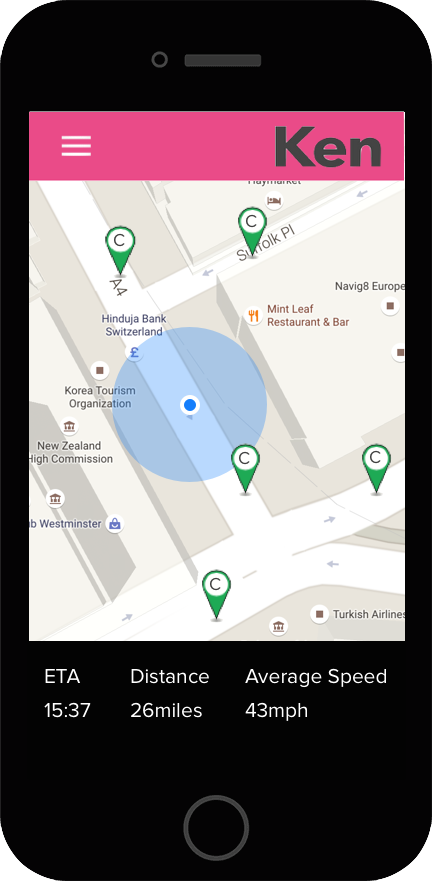 Ken
Haymarket
C
C
Suffolk Pl
A4
Navig8 Europe
Mint Leaf
Restaurant & Bar
Hinduja Bank
Switzerland
£
Korea Tourism
Organization
New Zealand
High Commission
C
C
ub Westminster
C
Turkish Airlines
ETA
Distance
Average Speed
15:37
26miles
43mph